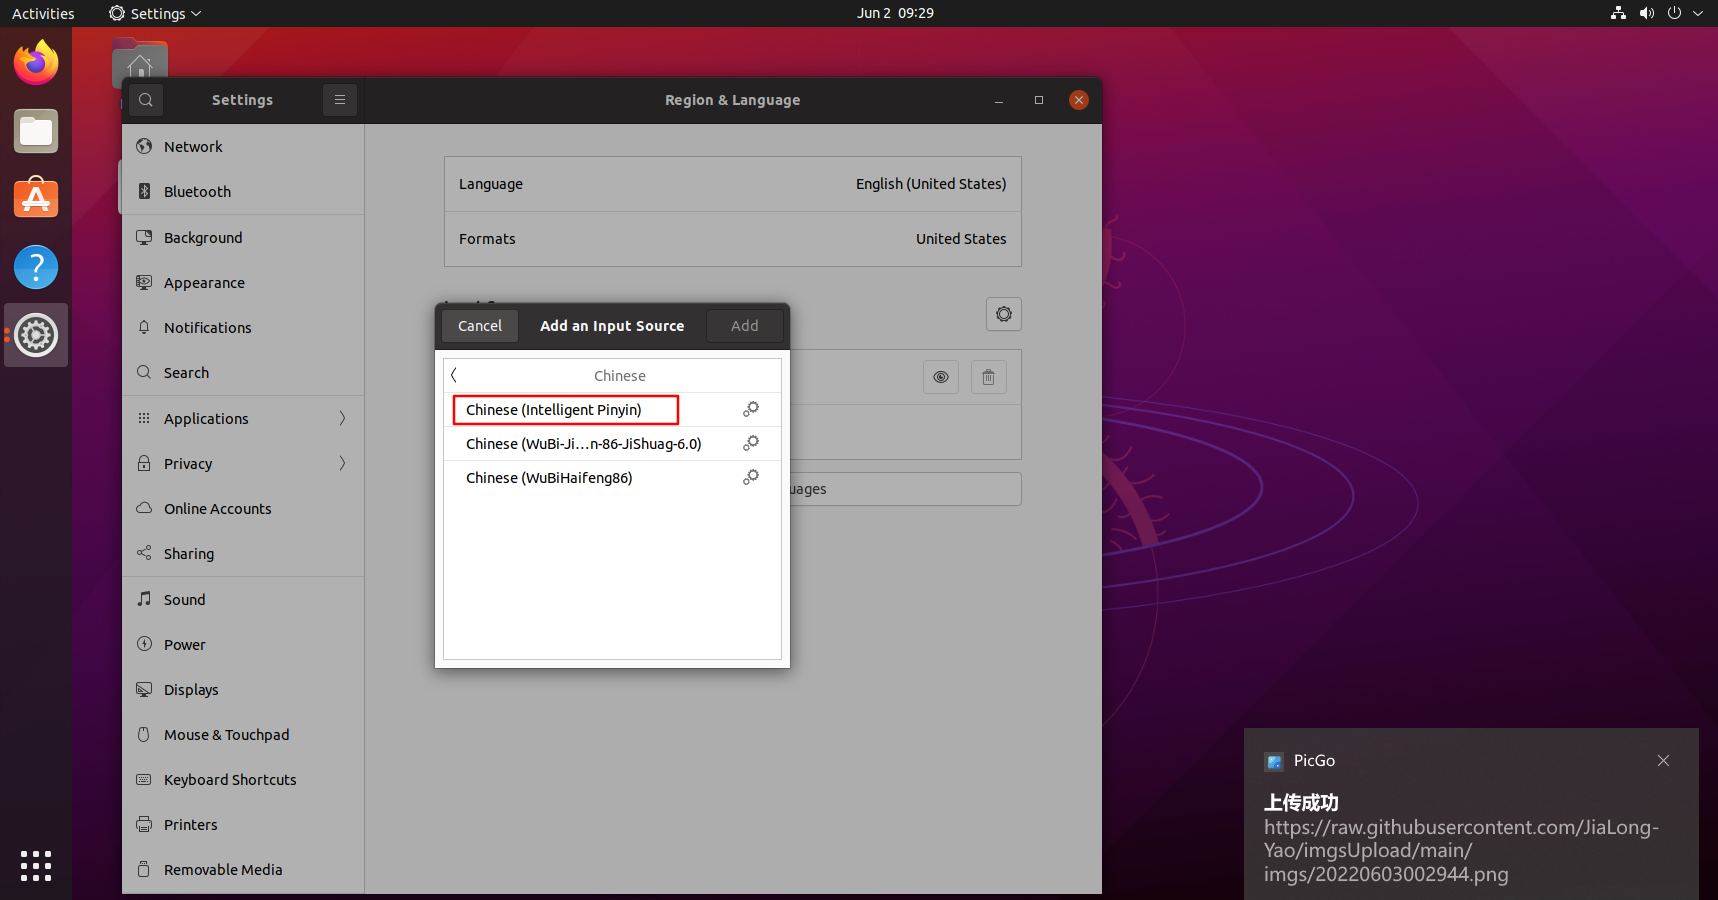 Activities
Settings
Jun 2 09:29
Settings
Region & Language
Network
Bluetooth
Background
Appearance
Notifications
Search
Applications
Privacy
Online Accounts
Sharing
Sound
Power
Displays
Mouse & Touchpad
Keyboard Shortcuts
Printers
Removable Media
Language
English (United States)
Formats
United States
Cancel
Add an Input Source
Add
Chinese
Chinese (Intelligent Pinyin)
Chinese (WuBi-Ji…n-86-JiShuag-6.0)
Chinese (WuBiHaifeng86)
PicGo
上传成功
https://raw.githubusercontent.com/JiaLong-
Yao/imgsUpload/main/
imgs/20220603002944.png